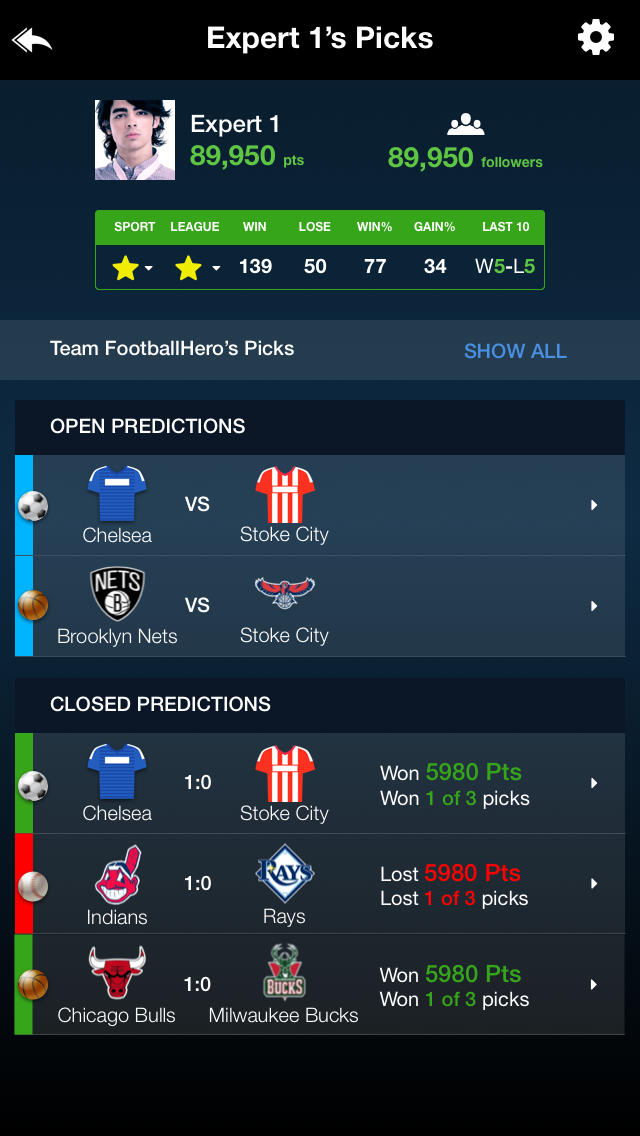 Expert 1's Picks
Expert 1
89,950 pts
89,950 followers
SPORT LEAGUE WIN LOSE WIN% GAIN% LAST 10
139 50 77 34 W5-L5
Team FootballHero's Picks SHOW ALL
OPEN PREDICTIONS
VS
Chelsea Stoke City
NETS
B
VS
Brooklyn Nets Stoke City
CLOSED PREDICTIONS
1:0
Chelsea Stoke City
Won 5980 Pts
Won 1 of 3 picks
1:0
RAYS
Indians Rays
Lost 5980 Pts
Lost 1 of 3 picks
1:0
BUCKS
Chicago Bulls Milwaukee Bucks
Won 5980 Pts
Won 1 of 3 picks